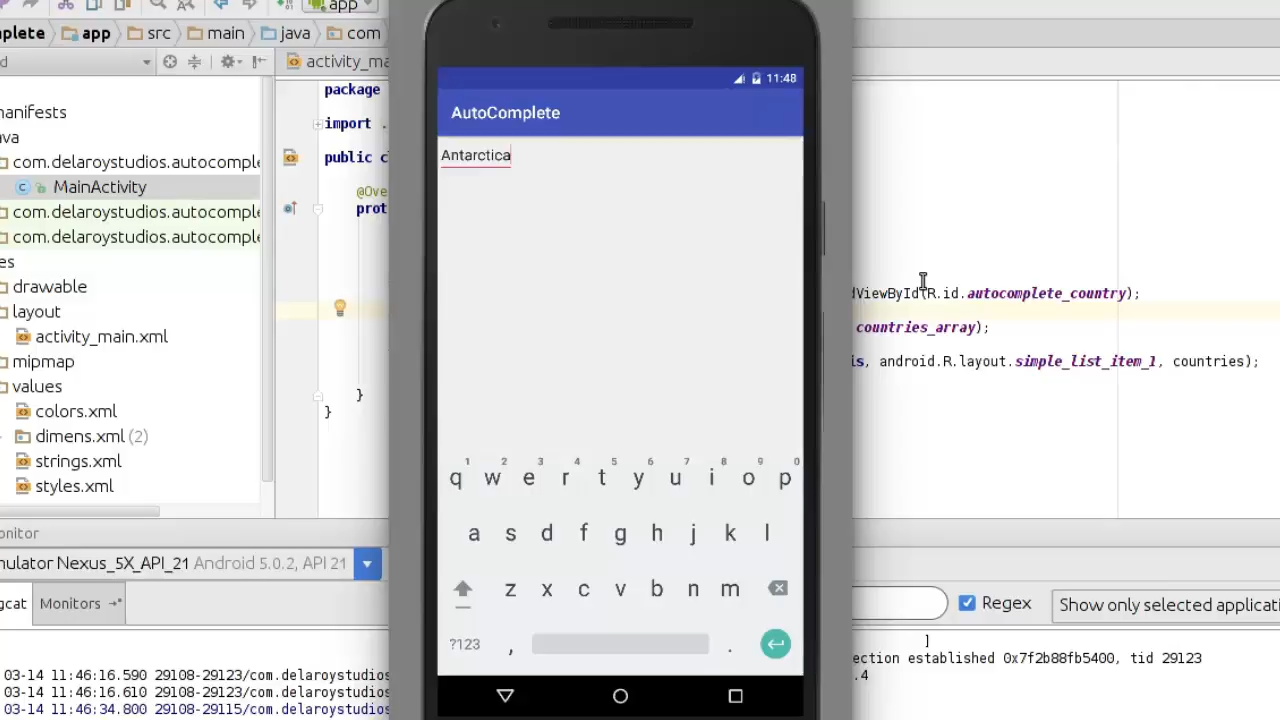 app
plete app src main java com
activity_ma
manifests
ava
com.delaroystudios.autocomple
MainActivity
com.delaroystudios.autocomple
com.delaroystudios.autocomple
es
drawable
layout
activity_main.xml
mipmap
values
colors.xml
dimens.xml (2)
strings.xml
styles.xml
package
import .
public c
@Ove
prot
}
}
11:48
AutoComplete
Antarctica
1 2 3 4 5 6 7 8 9 0
q w e r t y u i o p
a s d f g h j k l
z x c v b n m
?123 , .
dViewById(R.id.autocomplete_country);
countries_array);
is, android.R.layout.simple_list_item_1, countries);
onitor
nulator Nexus_5X_API_21 Android 5.0.2, API 21
gcat Monitors
Regex Show only selected applicati
]
03-14 11:46:16.590 29108-29123/com.delaroystudios
ection established 0x7f2b88fb5400, tid 29123
03-14 11:46:16.610 29108-29123/com.delaroystudios
.4
03-14 11:46:34.800 29108-29115/com.delaroystudios